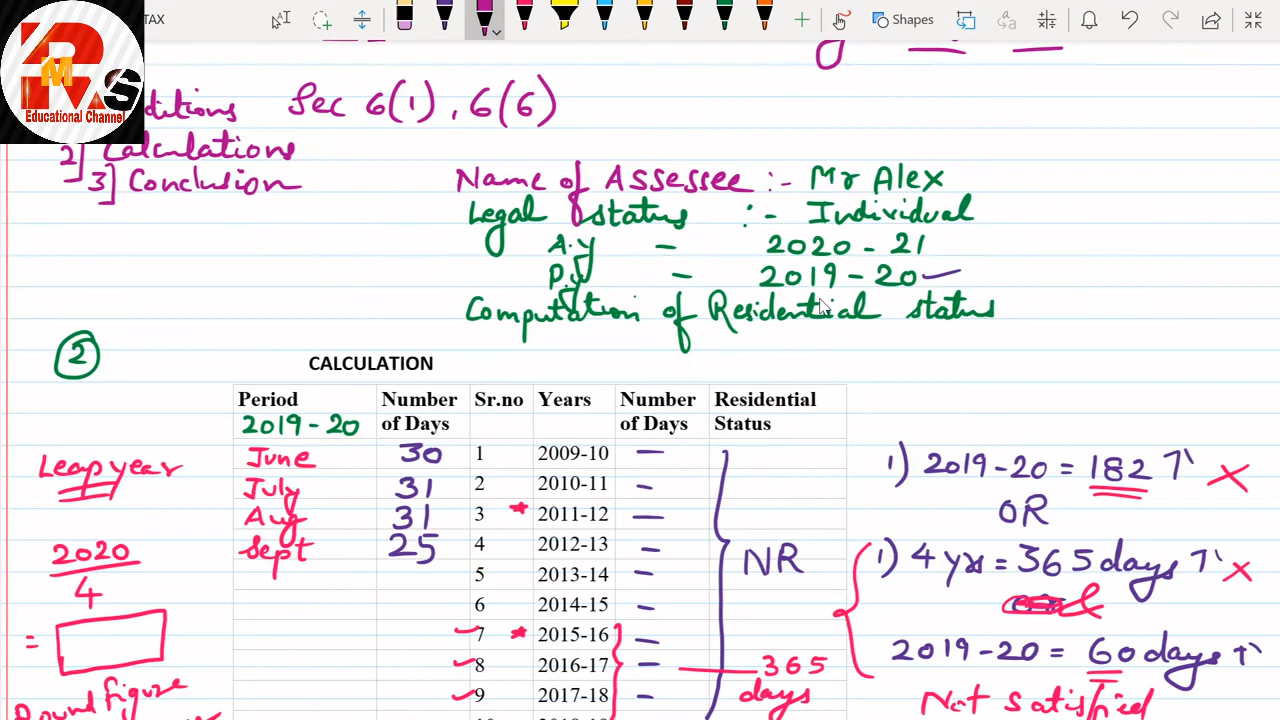 TAX
Shapes
RMS
Educational Channel
ditions Sec 6(1), 6(6)
2] Calculations
3] Conclusion
Name of Assessee :- Mr Alex
Legal status :- Individual
A.Y - 2020 - 21
P.Y - 2019 - 20
Computation of Residential status
2
CALCULATION
Period Number Sr.no Years Number Residential
2019-20 of Days of Days Status
June 30 1 2009-10 —
July 31 2 2010-11 -
Aug 31 3 * 2011-12 —
Sept 25 4 2012-13 -
5 2013-14 -
6 2014-15 -
7 * 2015-16 -
8 2016-17 -
9 2017-18 -
NR
365
days
Leap year
2020
4
=
Round figure
1) 2019-20 = 182 ↑ X
OR
1) 4 yrs = 365 days ↑ X
2019-20 = 60 days ↑
Not satisfied